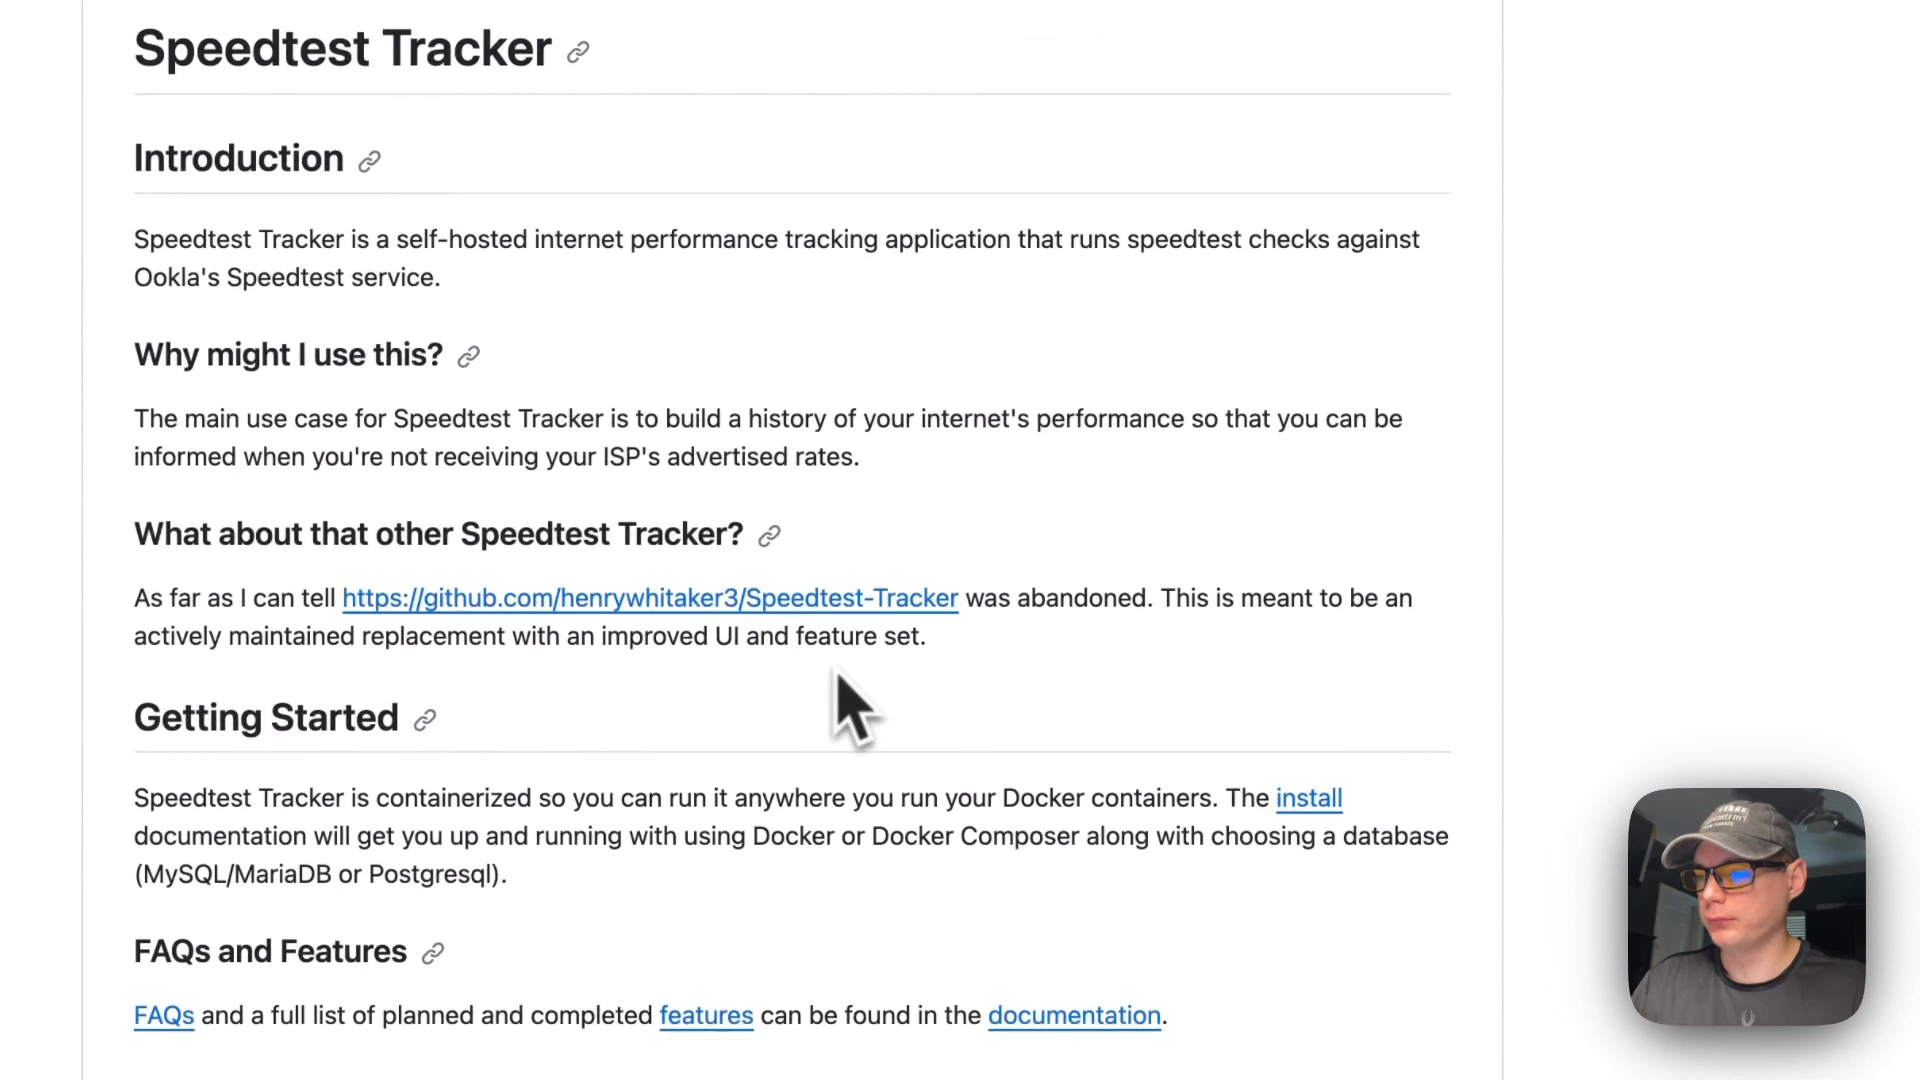 Speedtest Tracker
Introduction
Speedtest Tracker is a self-hosted internet performance tracking application that runs speedtest checks against
Ookla's Speedtest service.
Why might I use this?
The main use case for Speedtest Tracker is to build a history of your internet's performance so that you can be
informed when you're not receiving your ISP's advertised rates.
What about that other Speedtest Tracker?
As far as I can tell https://github.com/henrywhitaker3/Speedtest-Tracker was abandoned. This is meant to be an
actively maintained replacement with an improved UI and feature set.
Getting Started
Speedtest Tracker is containerized so you can run it anywhere you run your Docker containers. The install
documentation will get you up and running with using Docker or Docker Composer along with choosing a database
(MySQL/MariaDB or Postgresql).
FAQs and Features
FAQs and a full list of planned and completed features can be found in the documentation.